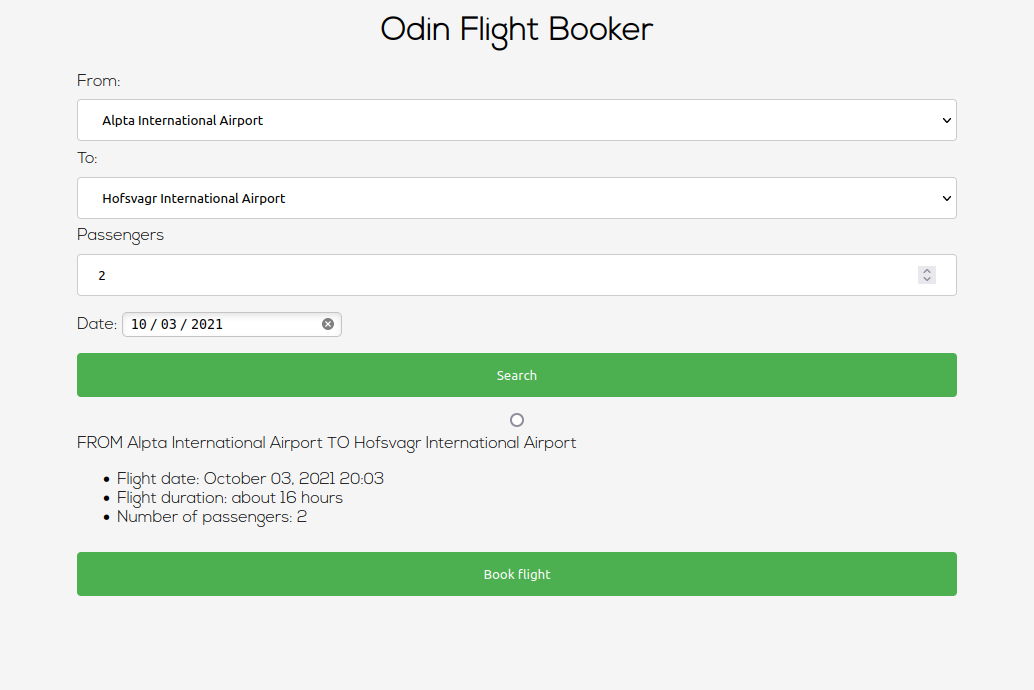 Odin Flight Booker
From:
Alpta International Airport
To:
Hofsvagr International Airport
Passengers
2
Date: 10 / 03 / 2021
Search
FROM Alpta International Airport TO Hofsvagr International Airport
• Flight date: October 03, 2021 20:03
• Flight duration: about 16 hours
• Number of passengers: 2
Book flight